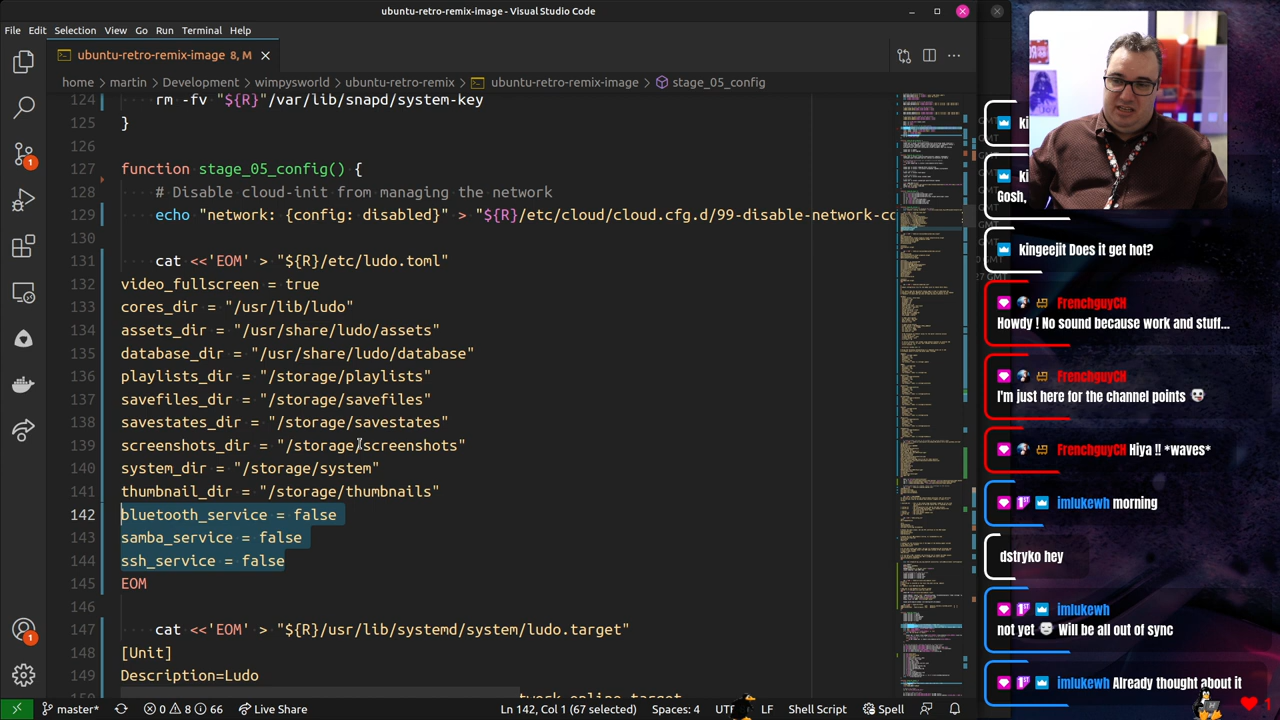 ubuntu-retro-remix-image - Visual Studio Code
File Edit Selection View Go Run Terminal Help
ubuntu-retro-remix-image 8, M
home > martin > Development > wimpysworld > ubuntu-retro-remix > ubuntu-retro-remix-image > stage_05_config
124 rm -fv "${R}"/var/lib/snapd/system-key
125 }
126
function stage_05_config() {
128 # Disable cloud-init from managing the network
129 echo "network: {config: disabled}" > "${R}/etc/cloud/cloud.cfg.d/99-disable-network-co
130
131 cat << 'EOM' > "${R}/etc/ludo.toml"
video_fullscreen = true
cores_dir = "/usr/lib/ludo"
134 assets_dir = "/usr/share/ludo/assets"
135 database_dir = "/usr/share/ludo/database"
136 playlists_dir = "/storage/playlists"
137 savefiles_dir = "/storage/savefiles"
138 savestates_dir = "/storage/savestates"
139 screenshots_dir = "/storage/screenshots"
140 system_dir = "/storage/system"
141 thumbnail_dir = "/storage/thumbnails"
142 bluetooth_service = false
143 samba_service = false
144 ssh_service = false
145 EOM
146
147 cat << 'EOM' > "${R}/usr/lib/systemd/system/ludo.target"
148 [Unit]
149 Description=Ludo
twork-online.target
master* Live Share Ln 142, Col 1 (67 selected) Spaces: 4 LF Shell Script Spell
Gosh,
kingeejit Does it get hot?
FrenchguyCH
Howdy ! No sound because work and stuff...
FrenchguyCH
I'm just here for the channel points
FrenchguyCH Hiya !! *waves*
imlukewh morning
dstryko hey
imlukewh
not yet Will be all out of sync
imlukewh Already thought about it
1